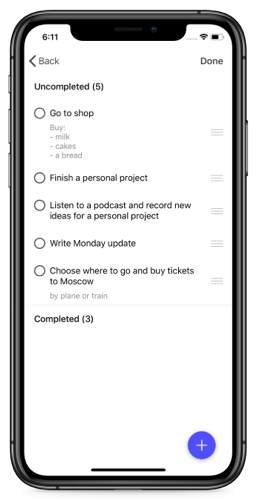 6:11
Back
Done
Uncompleted (5)
Go to shop
Buy:
- milk
- cakes
- a bread
Finish a personal project
Listen to a podcast and record new
ideas for a personal project
Write Monday update
Choose where to go and buy tickets
to Moscow
by plane or train
Completed (3)